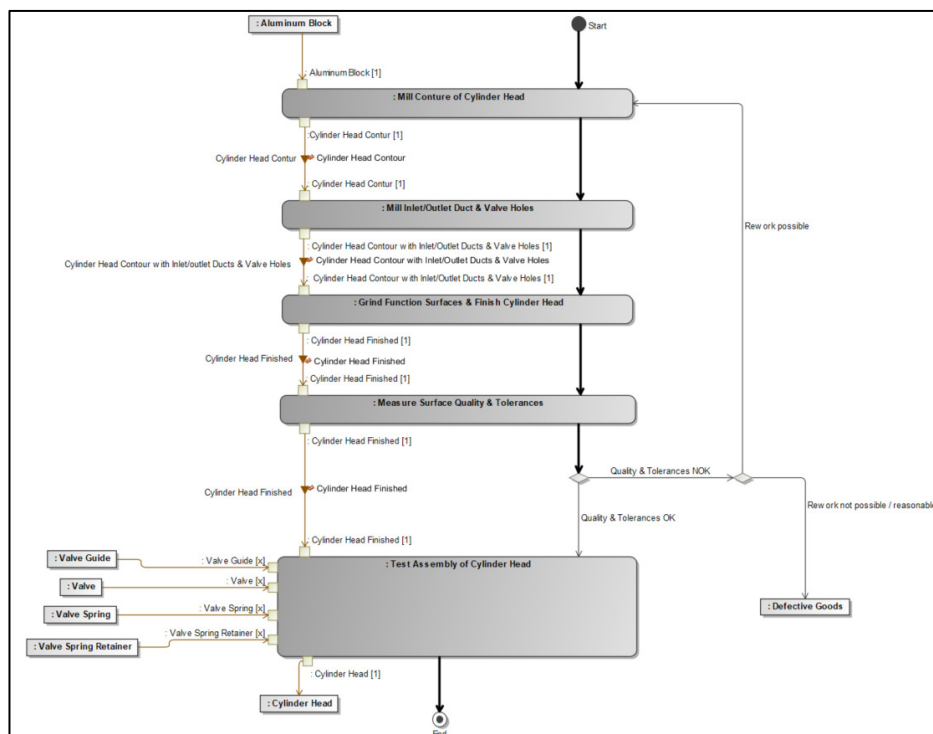 : Aluminum Block
Start
: Aluminum Block [1]
: Mill Conture of Cylinder Head
:Cylinder Head Contur [1]
Cylinder Head Contur
Cylinder Head Contour
: Cylinder Head Contur [1]
: Mill Inlet/Outlet Duct & Valve Holes
Rew ork possible
: Cylinder Head Contour with Inlet/Outlet Ducts & Valve Holes [1]
Cylinder Head Contour with Inlet/outlet Ducts & Valve Holes
Cylinder Head Contour with Inlet/Outlet Ducts & Valve Holes
: Cylinder Head Contour with Inlet/Outlet Ducts & Valve Holes [1]
: Grind Function Surfaces & Finish Cylinder Head
: Cylinder Head Finished [1]
Cylinder Head Finished
Cylinder Head Finished
: Cylinder Head Finished [1]
: Measure Surface Quality & Tolerances
: Cylinder Head Finished [1]
Quality & Tolerances NOK
Cylinder Head Finished
Cylinder Head Finished
Rew ork not possible / reasonable
Quality & Tolerances OK
: Cylinder Head Finished [1]
: Valve Guide
: Valve Guide [x]
: Test Assembly of Cylinder Head
: Valve
: Valve [x]
: Valve Spring
: Valve Spring [x]
: Defective Goods
: Valve Spring Retainer
: Valve Spring Retainer [x]
: Cylinder Head [1]
: Cylinder Head
End